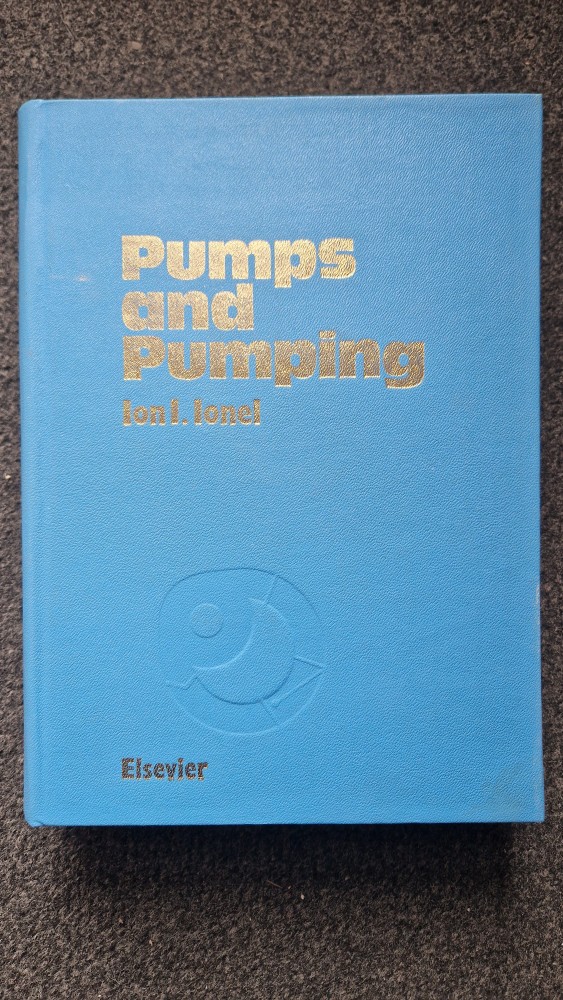 Pumps
and
Pumping
Ion I. Ionel
Elsevier